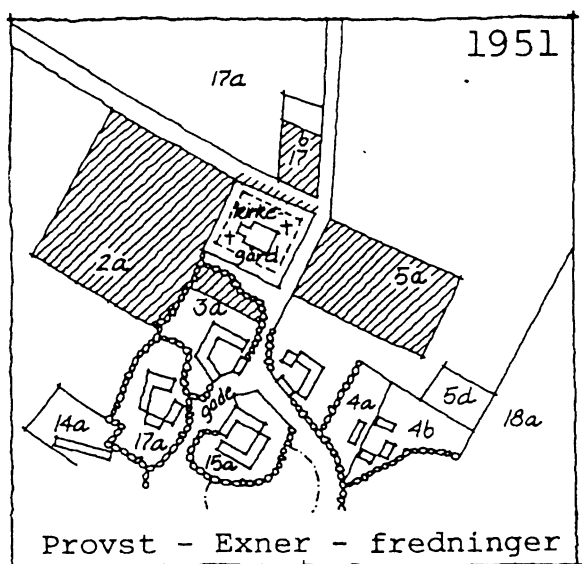 1951
17a
6
17
kirke
gård
2a
5a
3a
gade
4a
5d
14a
17a
15a
4b
18a
Provst - Exner - fredninger